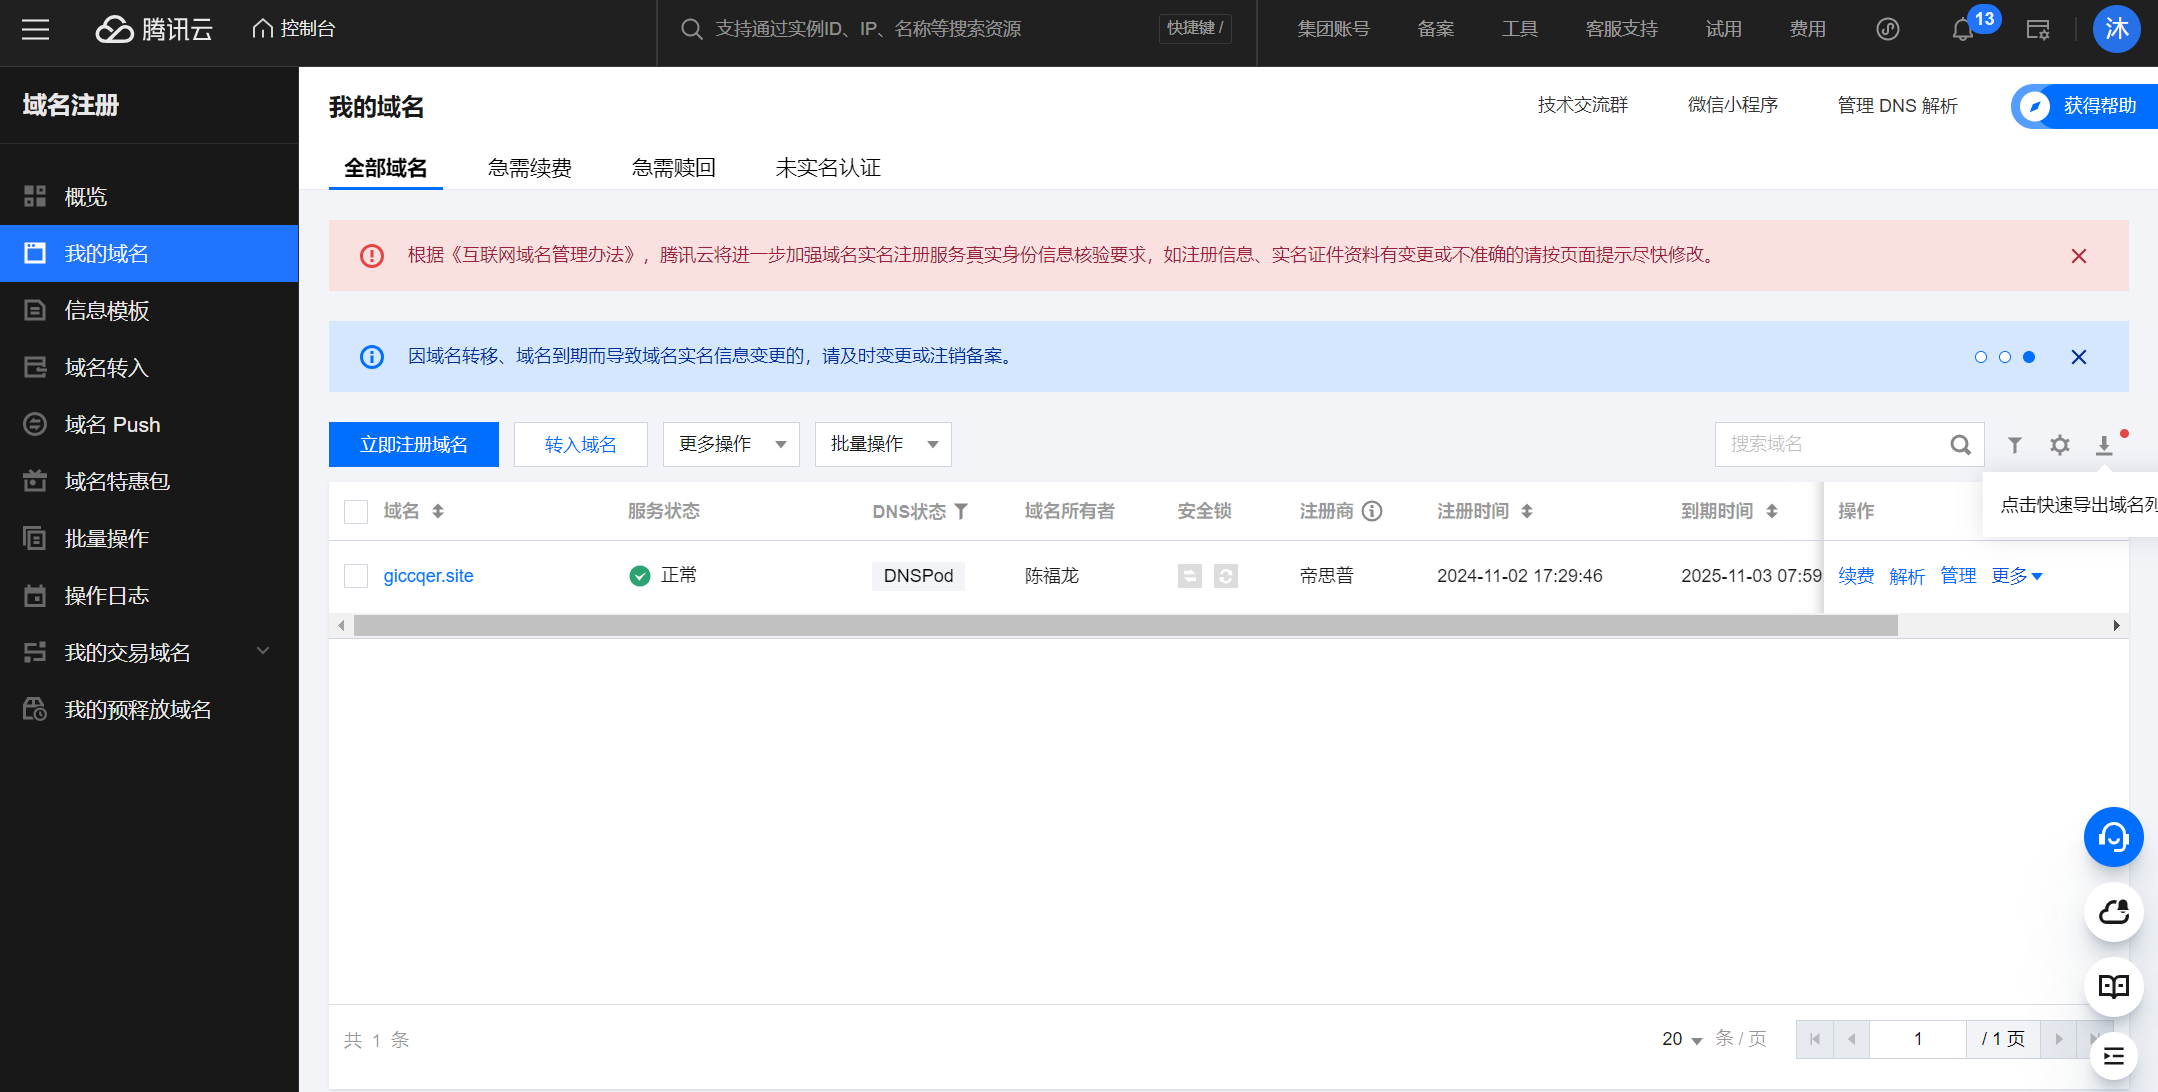 腾讯云 控制台 支持通过实例ID、IP、名称等搜索资源 快捷键 / 集团账号 备案 工具 客服支持 试用 费用 13 沐
域名注册
概览
我的域名
信息模板
域名转入
域名 Push
域名特惠包
批量操作
操作日志
我的交易域名
我的预释放域名
我的域名 技术交流群 微信小程序 管理 DNS 解析 获得帮助
全部域名 急需续费 急需赎回 未实名认证
根据《互联网域名管理办法》，腾讯云将进一步加强域名实名注册服务真实身份信息核验要求，如注册信息、实名证件资料有变更或不准确的请按页面提示尽快修改。
因域名转移、域名到期而导致域名实名信息变更的，请及时变更或注销备案。
立即注册域名 转入域名 更多操作 批量操作 搜索域名
点击快速导出域名列
域名 服务状态 DNS状态 域名所有者 安全锁 注册商 注册时间 到期时间 操作
giccqer.site 正常 DNSPod 陈福龙 帝思普 2024-11-02 17:29:46 2025-11-03 07:59 续费 解析 管理 更多
共 1 条 20 条 / 页 1 / 1 页